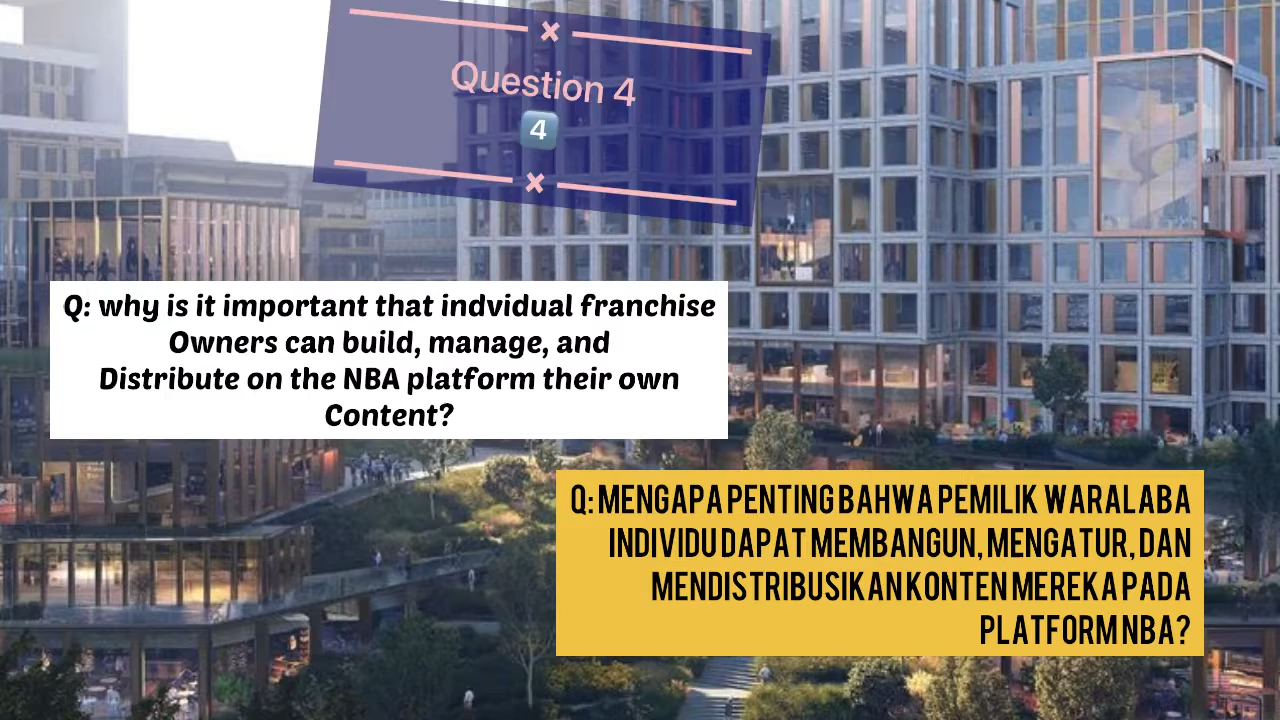 Question 4
4
Q: why is it important that indvidual franchise
Owners can build, manage, and
Distribute on the NBA platform their own
Content?
Q: MENGAPA PENTING BAHWA PEMILIK WARALABA
INDIVIDU DAPAT MEMBANGUN, MENGATUR, DAN
MENDISTRIBUSIKAN KONTEN MEREKA PADA
PLATFORM NBA?